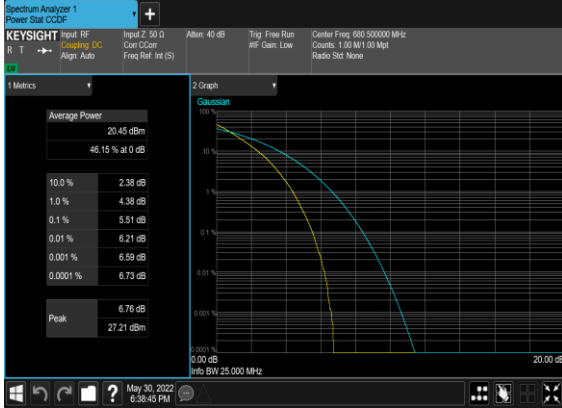 Spectrum Analyzer 1
Power Stat CCDF
+
KEYSIGHT
R T
LV
Input: RF
Coupling: DC
Align: Auto
Input Z: 50 Ω
Corr CCorr
Freq Ref: Int (S)
Atten: 40 dB
Trig: Free Run
#IF Gain: Low
Center Freq: 680.500000 MHz
Counts: 1.00 M/1.00 Mpt
Radio Std: None
1 Metrics
Average Power
20.45 dBm
46.15 % at 0 dB
10.0 % 2.38 dB
1.0 % 4.38 dB
0.1 % 5.51 dB
0.01 % 6.21 dB
0.001 % 6.59 dB
0.0001 % 6.73 dB
Peak
6.76 dB
27.21 dBm
2 Graph
Gaussian
100 %
10 %
1 %
0.1 %
0.01 %
0.001 %
0.0001 %
0.00 dB
20.00 dB
Info BW 25.000 MHz
?
May 30, 2022
6:38:45 PM